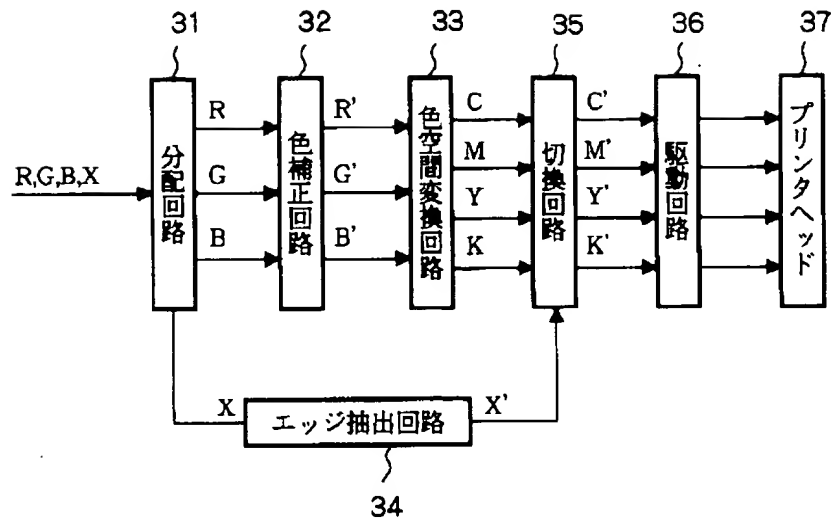 31
32
33
35
36
37
R,G,B,X
分配回路
R
G
B
色補正回路
R'
G'
B'
色空間変換回路
C
M
Y
K
切換回路
C'
M'
Y'
K'
駆動回路
プリンタヘッド
X
エッジ抽出回路
X'
34